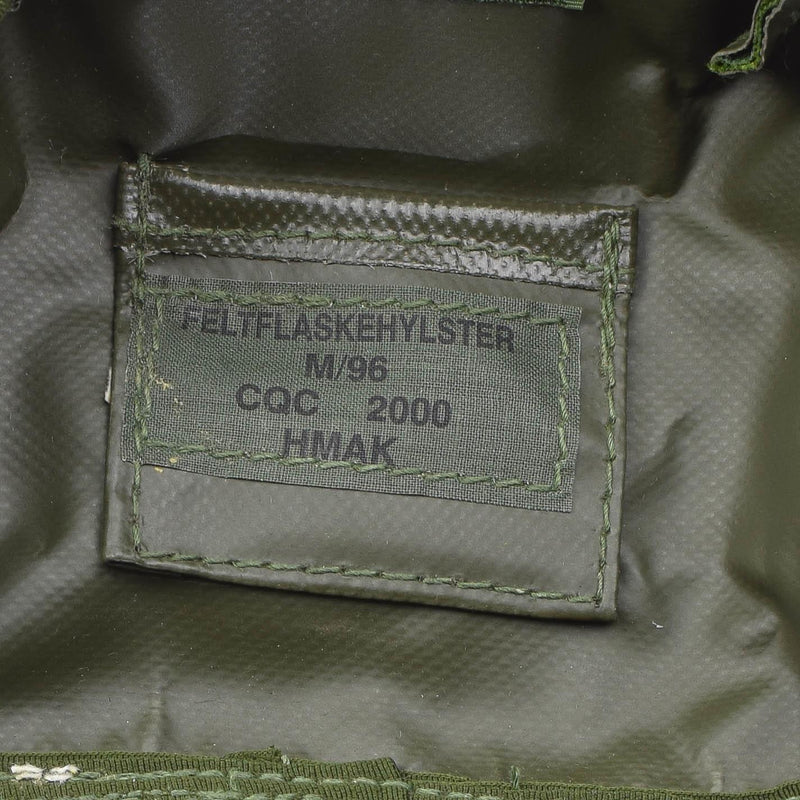 FELTFLASKEHYLSTER
M/96
CQC 2000
HMAK